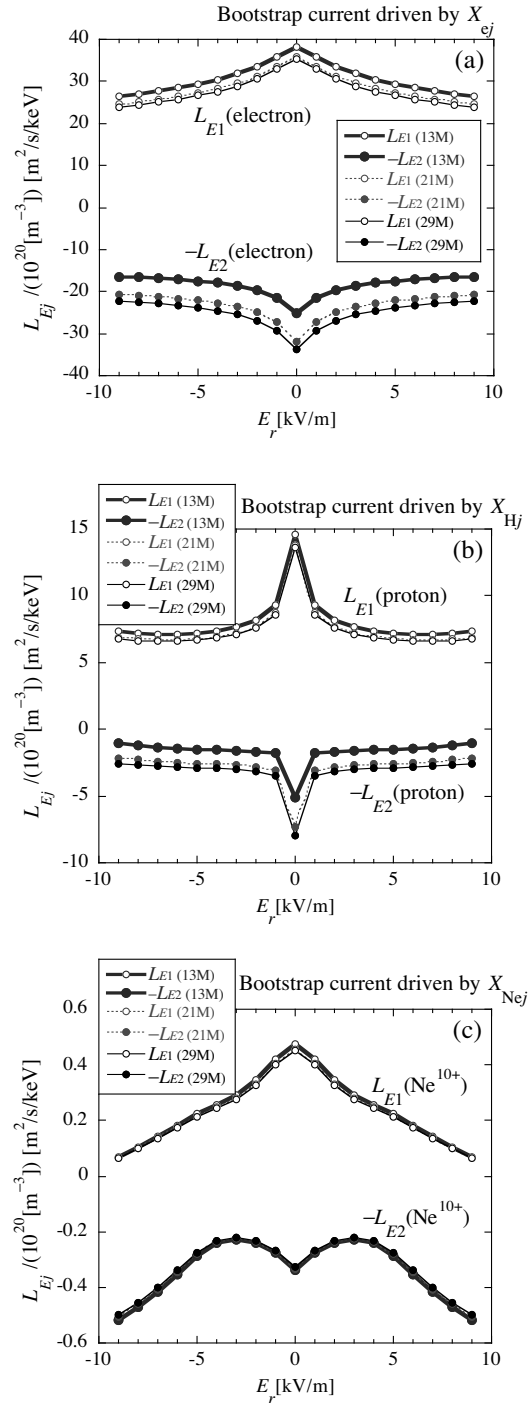 Bootstrap current driven by X_ej
(a)
L_E1(electron)
L_E1 (13M)
−L_E2 (13M)
L_E1 (21M)
−L_E2 (21M)
L_E1 (29M)
−L_E2 (29M)
−L_E2(electron)
40
30
20
10
0
-10
-20
-30
-40
L_Ej /(10^20[m^−3]) [m^2/s/keV]
-10
-5
0
5
10
E_r[kV/m]
L_E1 (13M)
−L_E2 (13M)
L_E1 (21M)
−L_E2 (21M)
L_E1 (29M)
−L_E2 (29M)
Bootstrap current driven by X_Hj
(b)
L_E1(proton)
−L_E2(proton)
15
10
5
0
-5
-10
L_Ej /(10^20[m^−3]) [m^2/s/keV]
-10
-5
0
5
10
E_r[kV/m]
L_E1 (13M)
−L_E2 (13M)
L_E1 (21M)
−L_E2 (21M)
L_E1 (29M)
−L_E2 (29M)
Bootstrap current driven by X_Nej
(c)
L_E1(Ne^10+)
−L_E2(Ne^10+)
0.6
0.4
0.2
0
-0.2
-0.4
-0.6
L_Ej /(10^20[m^−3]) [m^2/s/keV]
-10
-5
0
5
10
E_r[kV/m]